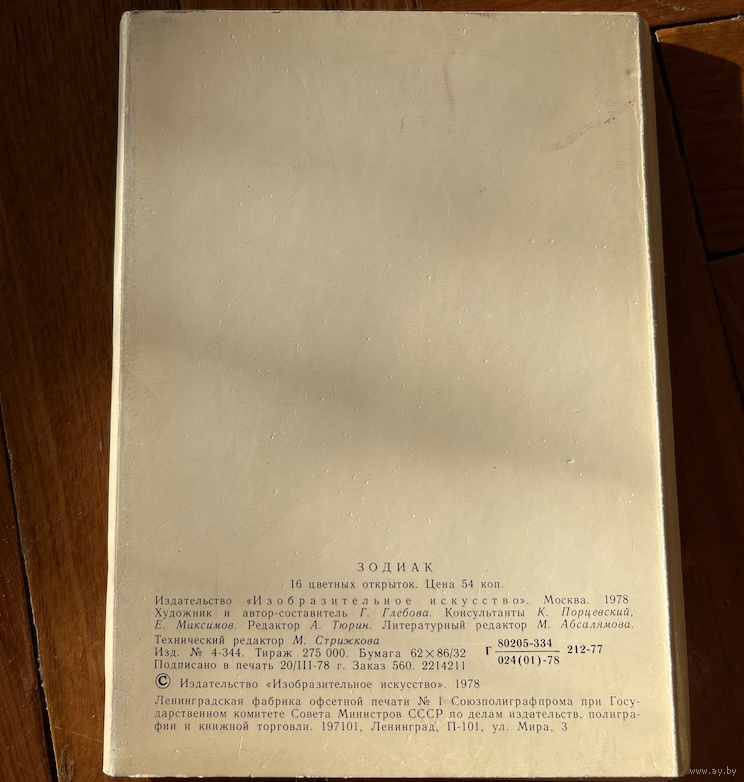 ЗОДИАК
16 цветных открыток. Цена 54 коп.
Издательство «Изобразительное искусство». Москва. 1978
Художник и автор-составитель Г. Глебова. Консультанты К. Порцевский,
Е. Максимов. Редактор А. Тюрин. Литературный редактор М. Абсалямова.
Технический редактор М. Стрижкова
Изд. № 4-344. Тираж 275 000. Бумага 62×86/32
Подписано в печать 20/III-78 г. Заказ 560. 2214211
Г 80205-334 212-77
024(01)-78
© Издательство «Изобразительное искусство». 1978
Ленинградская фабрика офсетной печати № 1 Союзполиграфпрома при Госу-
дарственном комитете Совета Министров СССР по делам издательств, полигра-
фии и книжной торговли. 197101, Ленинград, П-101, ул. Мира, 3
www.ay.by